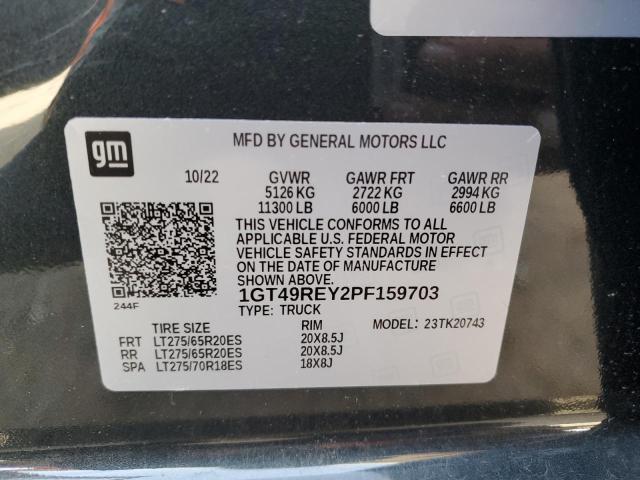 gm
MFD BY GENERAL MOTORS LLC
10/22 GVWR GAWR FRT GAWR RR
5126 KG 2722 KG 2994 KG
11300 LB 6000 LB 6600 LB
THIS VEHICLE CONFORMS TO ALL
APPLICABLE U.S. FEDERAL MOTOR
VEHICLE SAFETY STANDARDS IN EFFECT
ON THE DATE OF MANUFACTURE
SHOWN ABOVE.
1GT49REY2PF159703
244F
TYPE: TRUCK MODEL: 23TK20743
TIRE SIZE RIM
FRT LT275/65R20ES 20X8.5J
RR LT275/65R20ES 20X8.5J
SPA LT275/70R18ES 18X8J